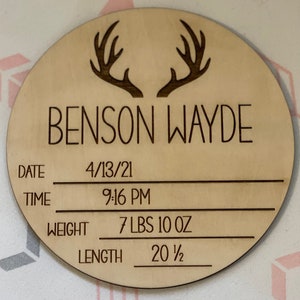 BENSON WAYDE
DATE 4/13/21
TIME 9:16 PM
WEIGHT 7 LBS 10 OZ
LENGTH 20 ½